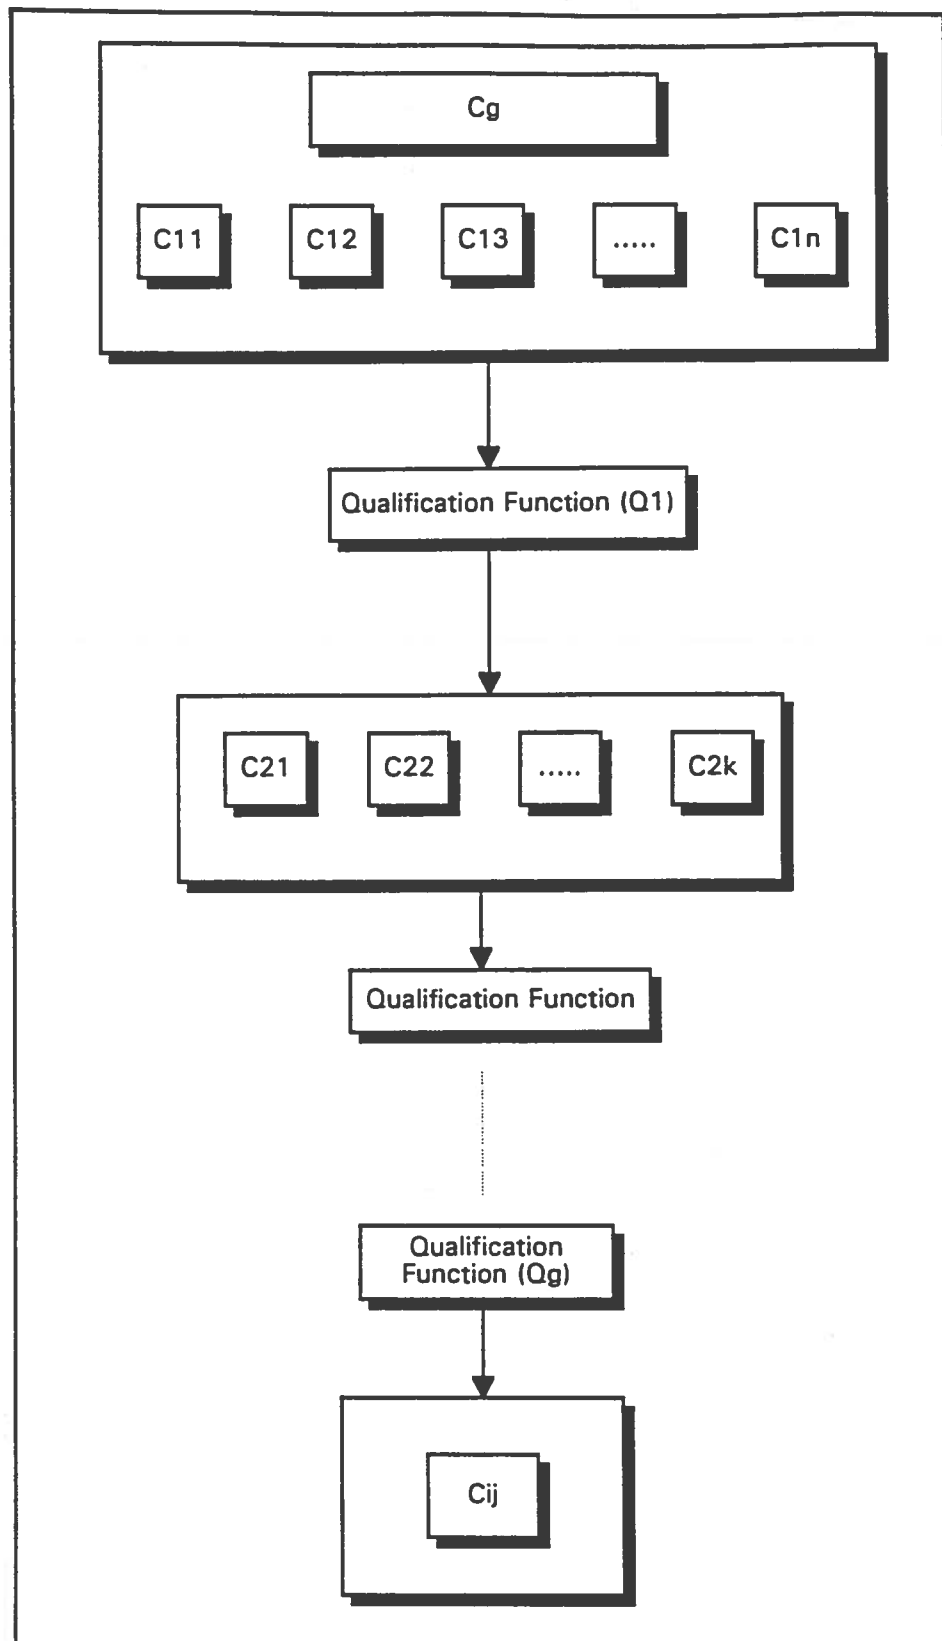 Cg
C11 C12 C13 ..... C1n
Qualification Function (Q1)
C21 C22 ..... C2k
Qualification Function
Qualification
Function (Qg)
Cij